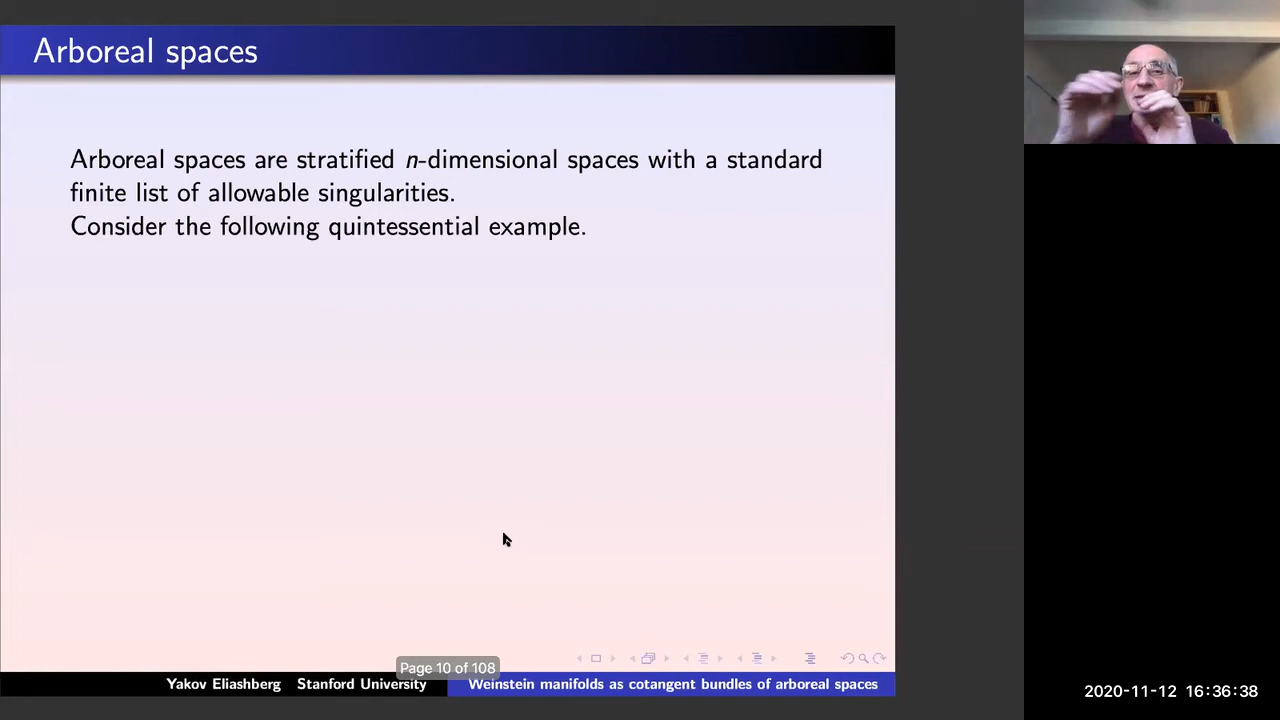 Arboreal spaces
Arboreal spaces are stratified n-dimensional spaces with a standard
finite list of allowable singularities.
Consider the following quintessential example.
Page 10 of 108
Yakov Eliashberg Stanford University
Weinstein manifolds as cotangent bundles of arboreal spaces
2020-11-12 16:36:38